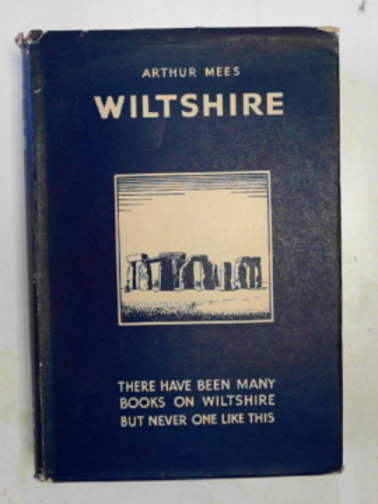 ARTHUR MEES
WILTSHIRE
THERE HAVE BEEN MANY
BOOKS ON WILTSHIRE
BUT NEVER ONE LIKE THIS